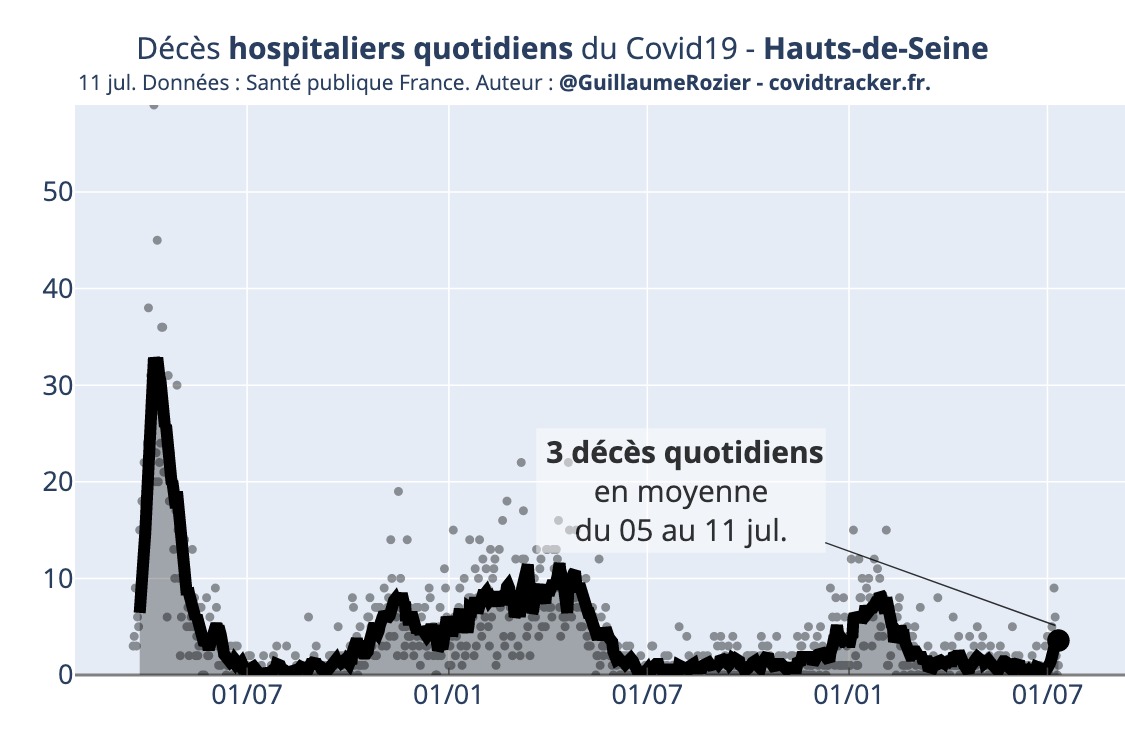 Décès hospitaliers quotidiens du Covid19 - Hauts-de-Seine
11 jul. Données : Santé publique France. Auteur : @GuillaumeRozier - covidtracker.fr.
50
40
30
20
10
0
3 décès quotidiens
en moyenne
du 05 au 11 jul.
01/07
01/01
01/07
01/01
01/07